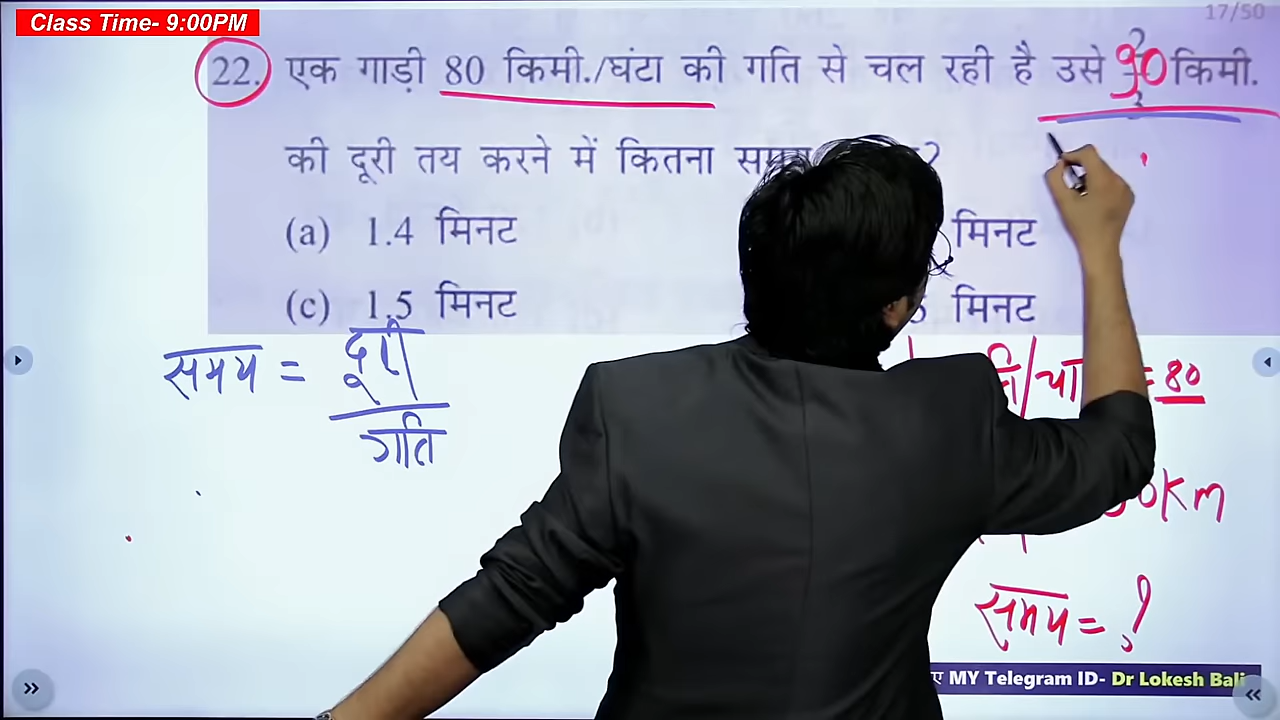 Class Time- 9:00PM
17/50
22. एक गाड़ी 80 किमी./घंटा की गति से चल रही है उसे 90 किमी.
की दूरी तय करने में कितना
(a) 1.4 मिनट
मिनट
(c) 1.5 मिनट
मिनट
समय = दूरी
गति
= 80
Km
समय = ?
MY Telegram ID- Dr Lokesh Bali